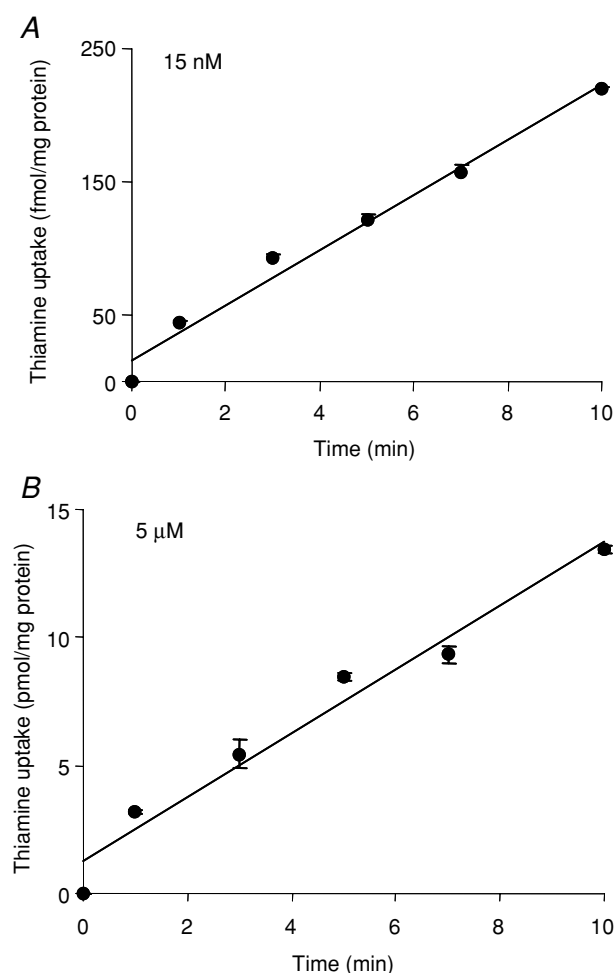 A
15 nM
Thiamine uptake (fmol/mg protein)
250
150
50
0
0 2 4 6 8 10
Time (min)
B
5 μM
Thiamine uptake (pmol/mg protein)
15
10
5
0
0 2 4 6 8 10
Time (min)